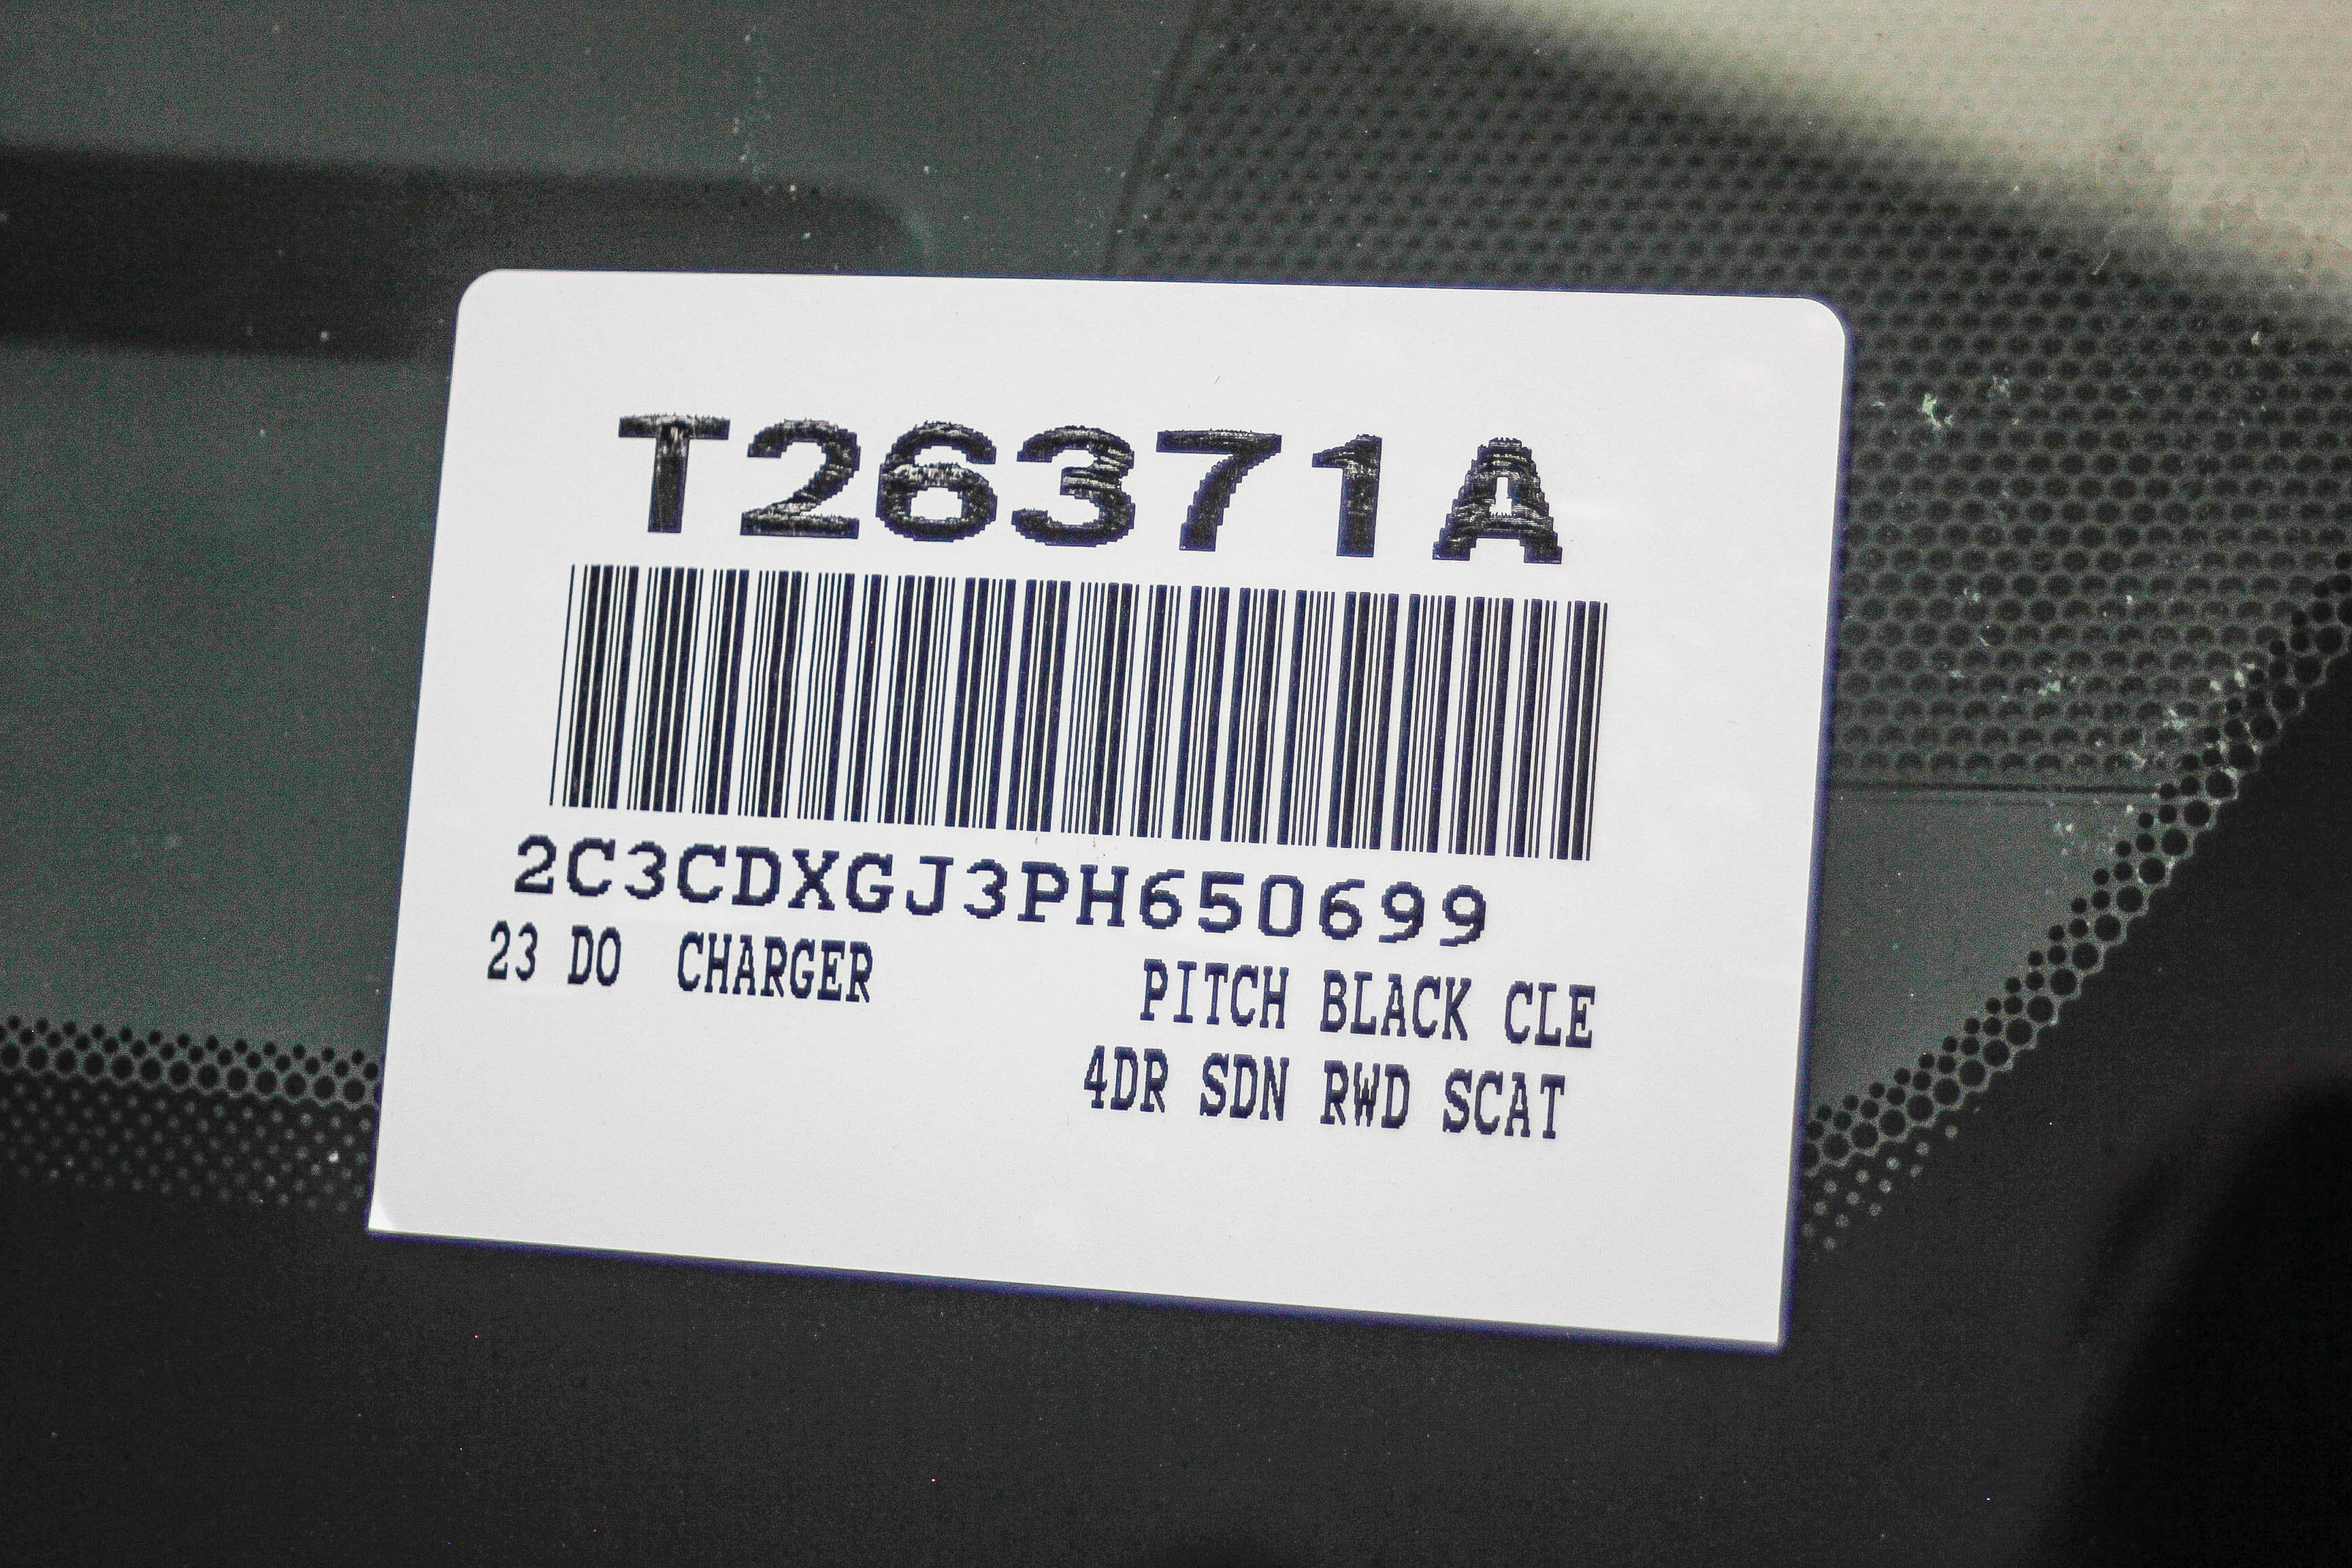 T26371A
2C3CDXGJ3PH650699
23 DO CHARGER
PITCH BLACK CLE
4DR SDN RWD SCAT